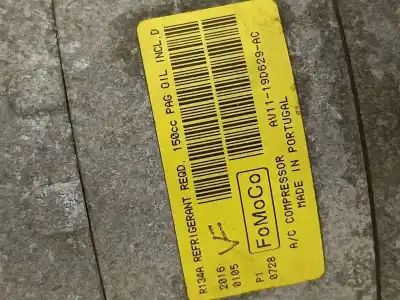 R134A REFRIGERANT REQD. 150cc PAG OIL INCL.D
2016
0105
V
P1
0728
FoMoCo
AV11-19D629-AC
A/C COMPRESSOR
MADE IN PORTUGAL